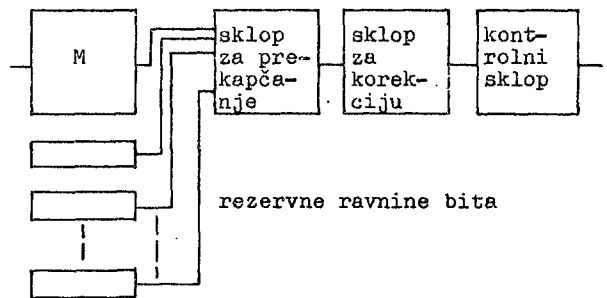 M
sklop
za pre-
kapča-
nje
sklop
za
korek-
ciju
kont-
rolni
sklop
rezervne ravnine bita